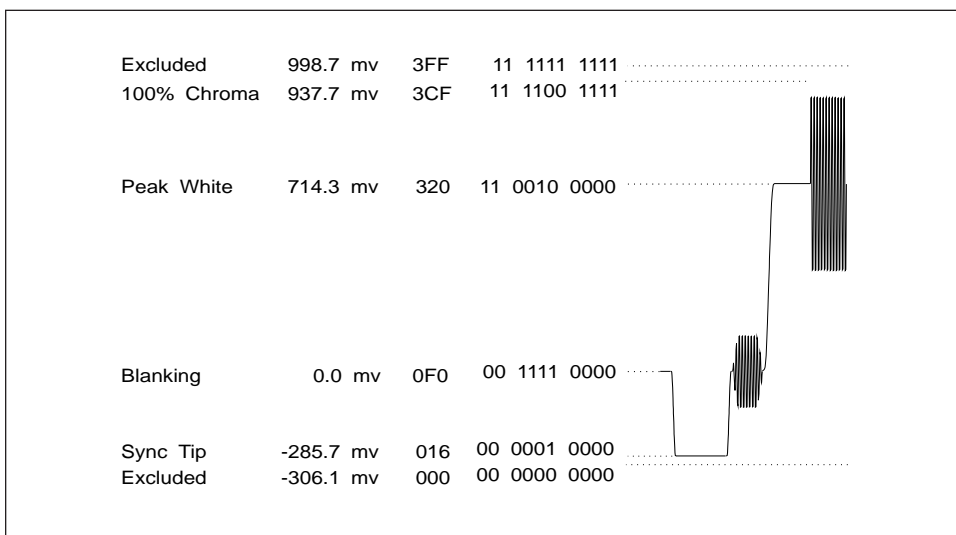 Excluded 998.7 mv 3FF 11 1111 1111
100% Chroma 937.7 mv 3CF 11 1100 1111
Peak White 714.3 mv 320 11 0010 0000
Blanking 0.0 mv 0F0 00 1111 0000
Sync Tip -285.7 mv 016 00 0001 0000
Excluded -306.1 mv 000 00 0000 0000